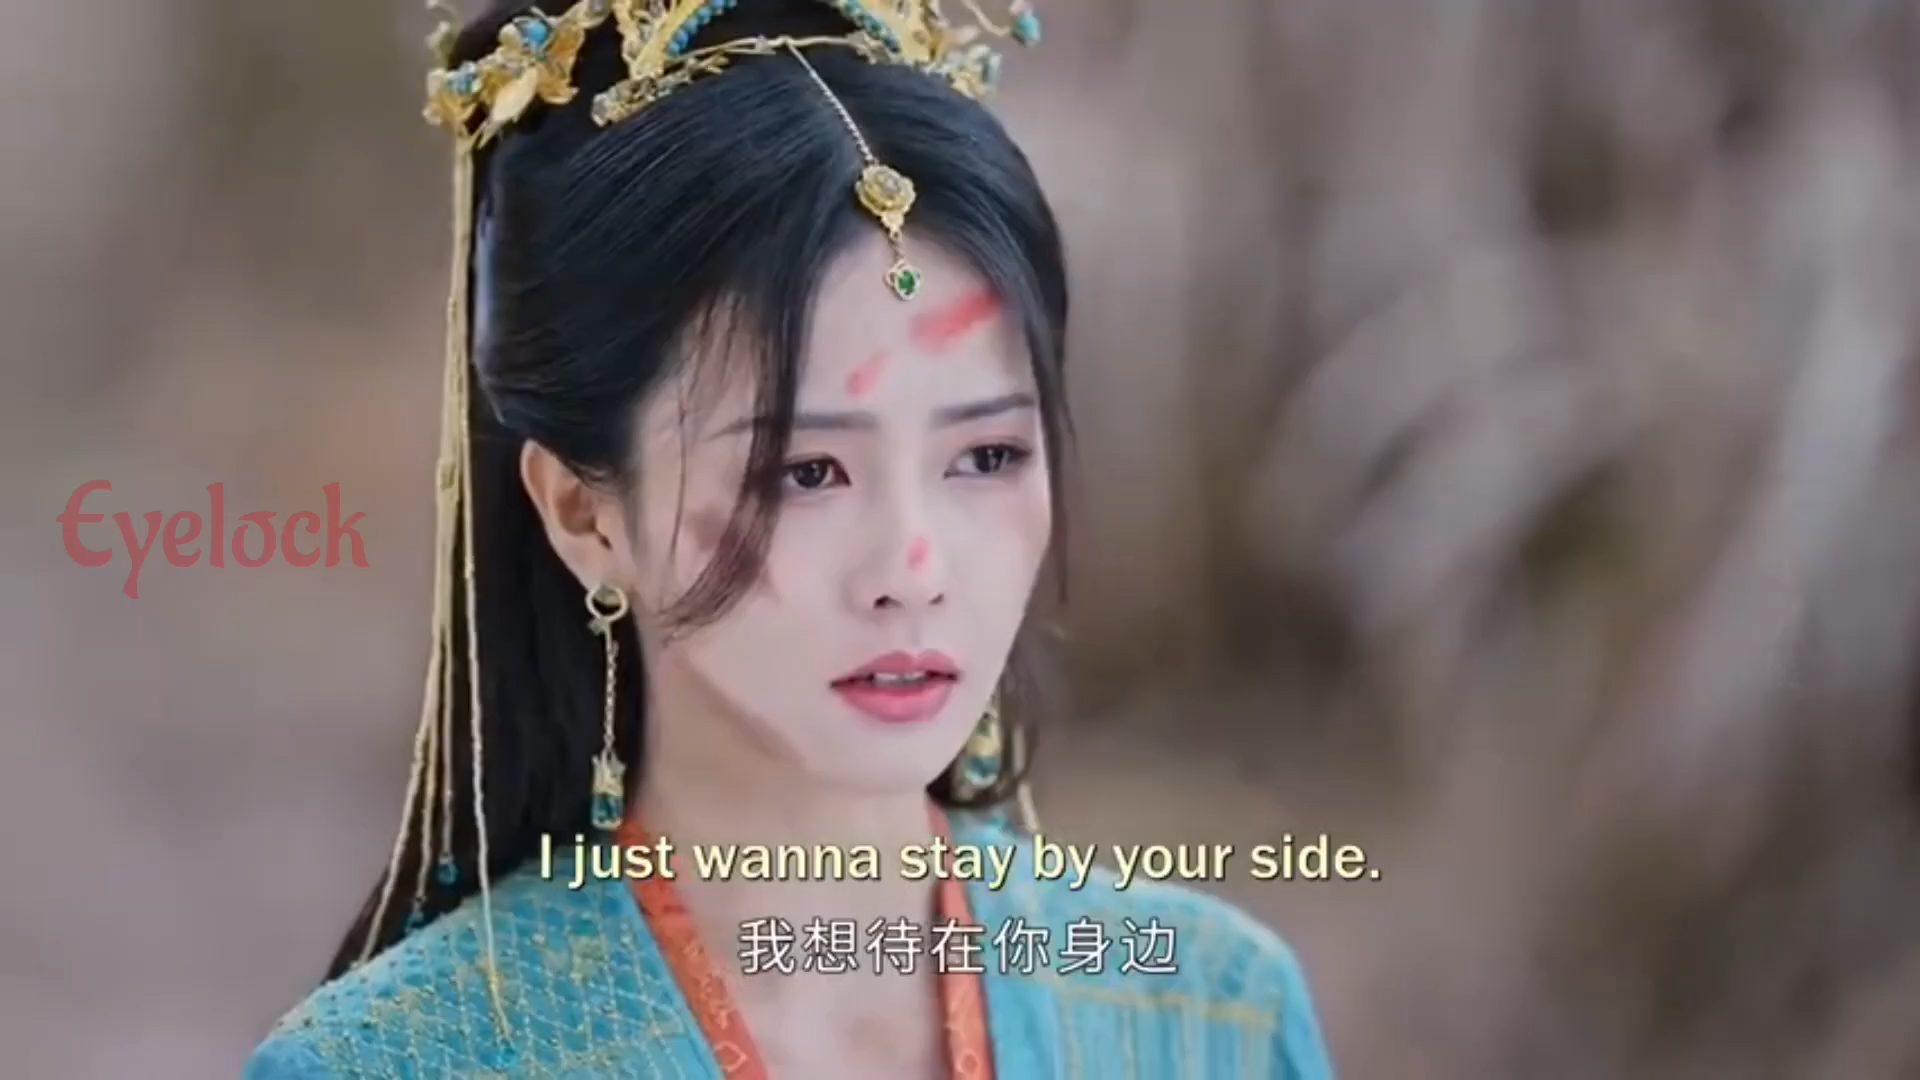 Eyelock
I just wanna stay by your side.
我想待在你身边